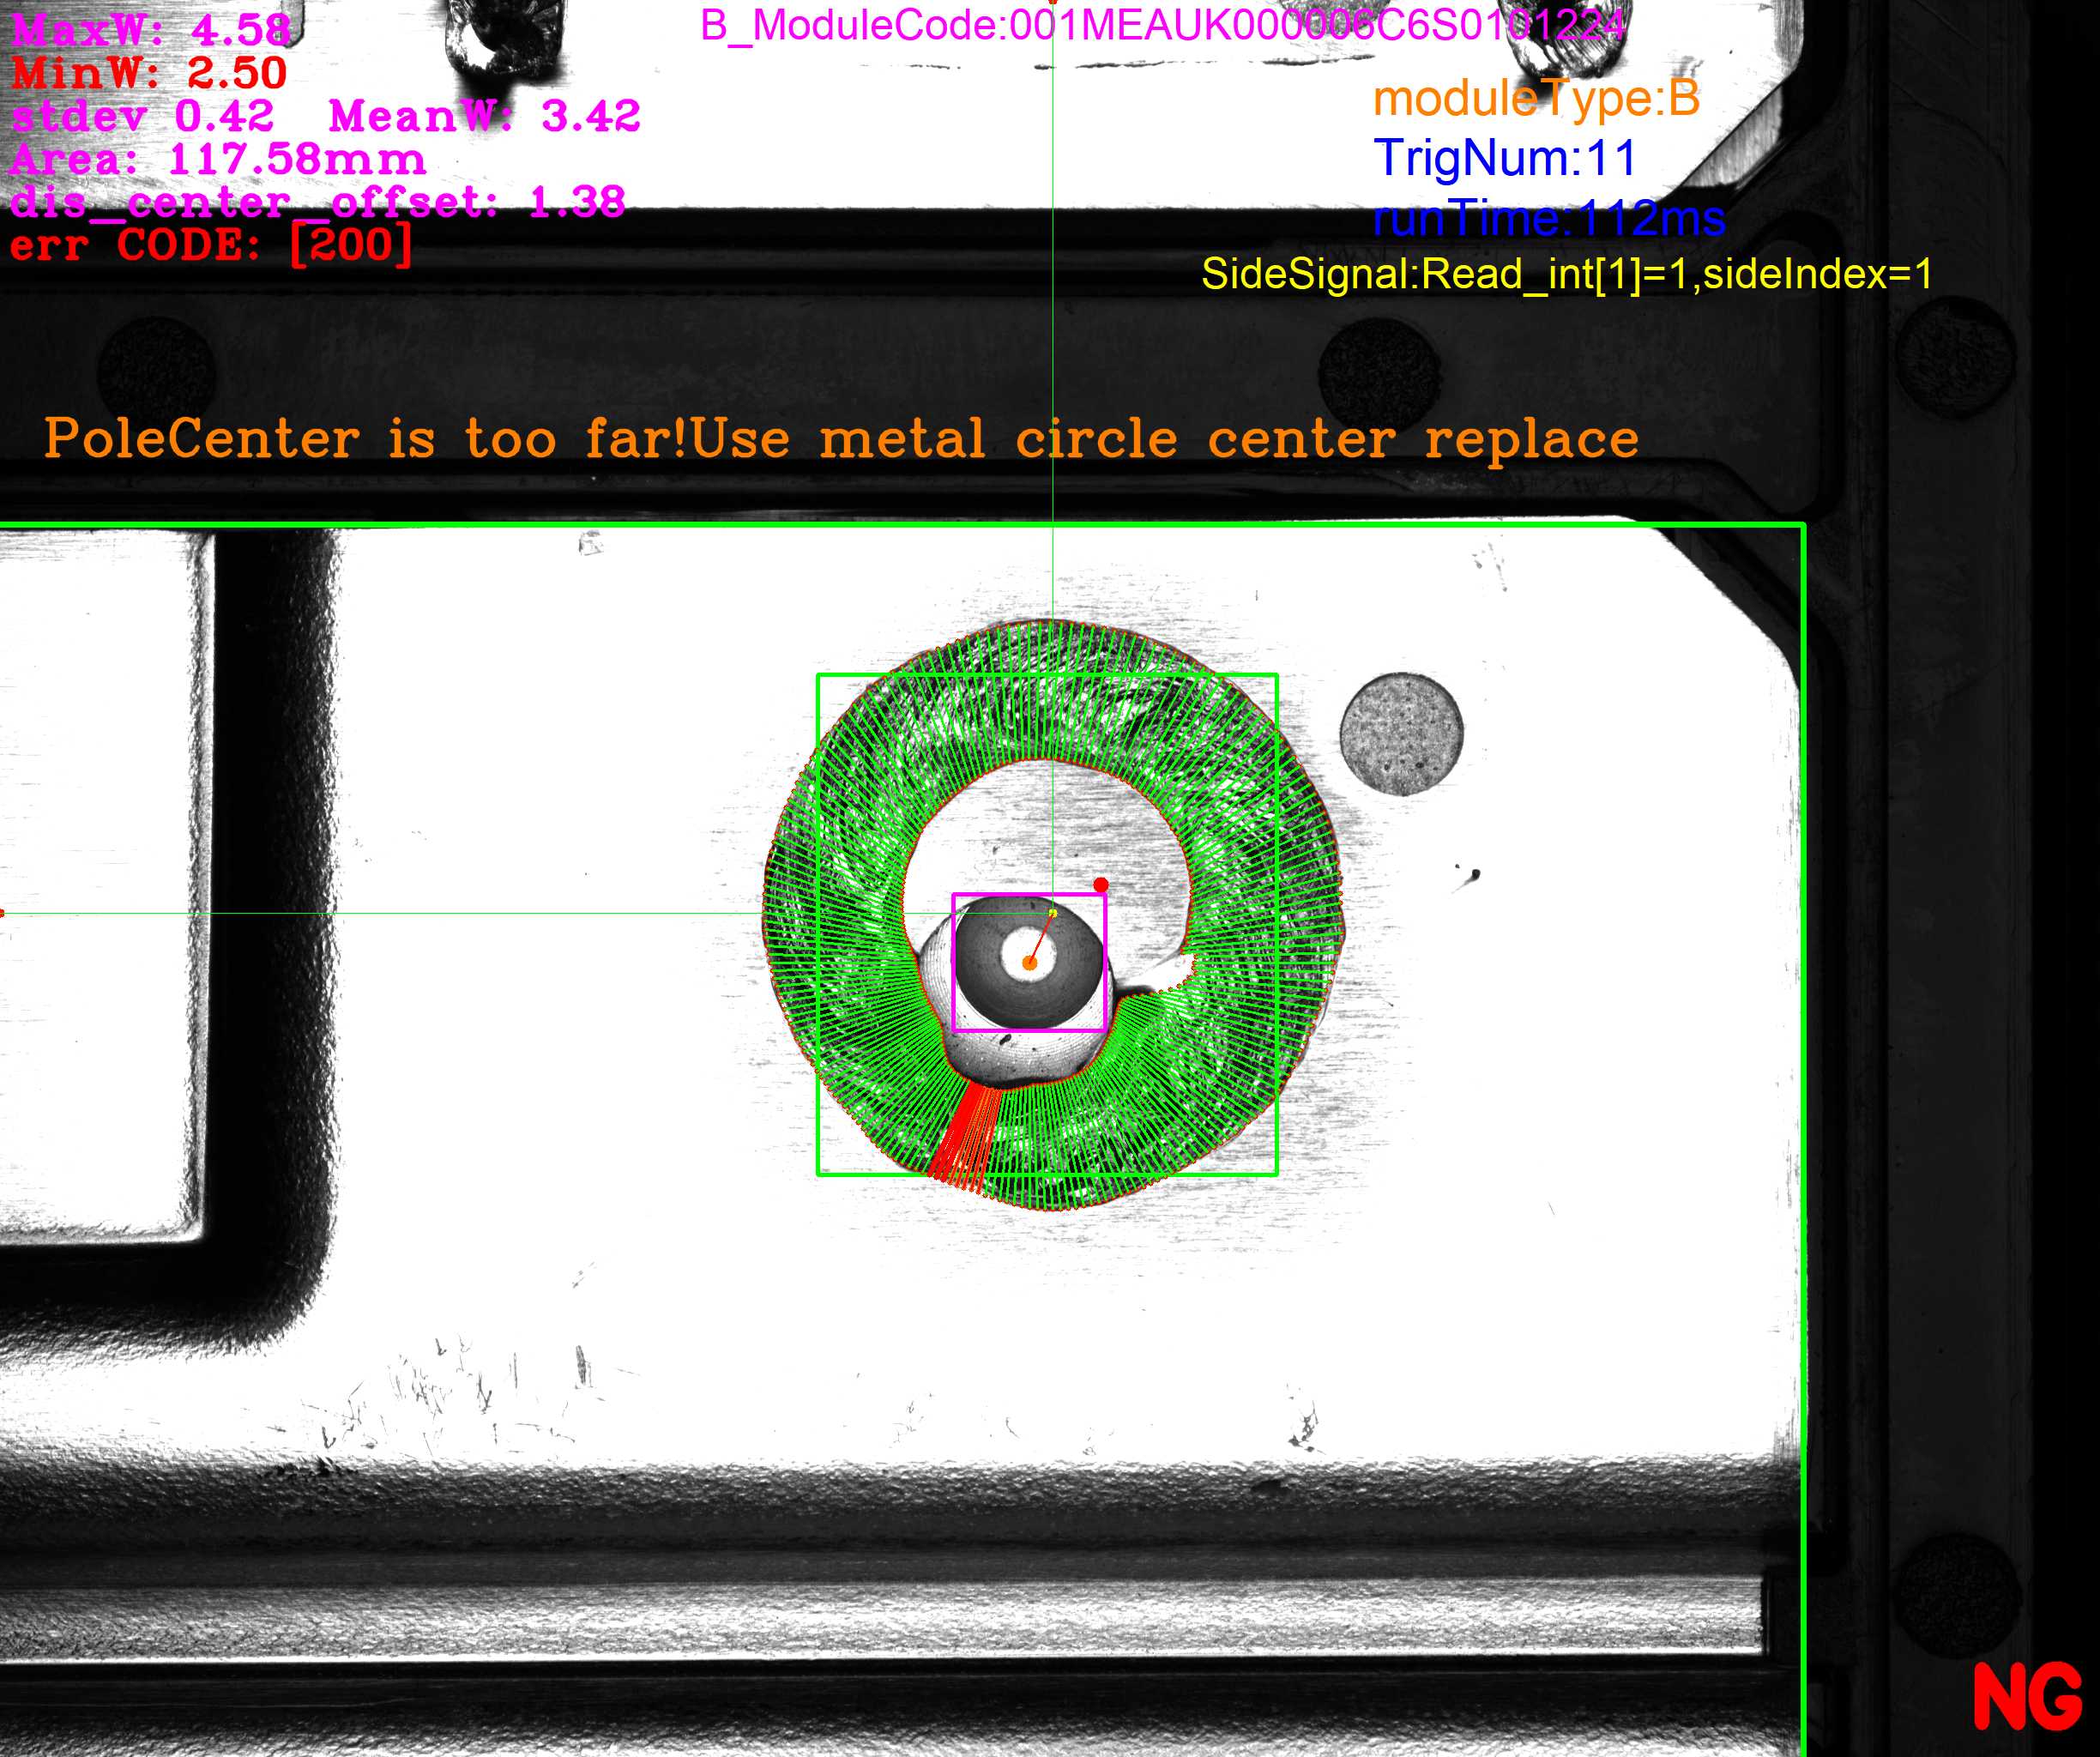 MaxW: 4.58
MinW: 2.50
stdev 0.42 MeanW: 3.42
Area: 117.58mm
dis_center_offset: 1.38
err CODE: [200]
B_ModuleCode:001MEAUK000006C6S0101224
moduleType:B
TrigNum:11
runTime:112ms
SideSignal:Read_int[1]=1,sideIndex=1
PoleCenter is too far!Use metal circle center replace
NG